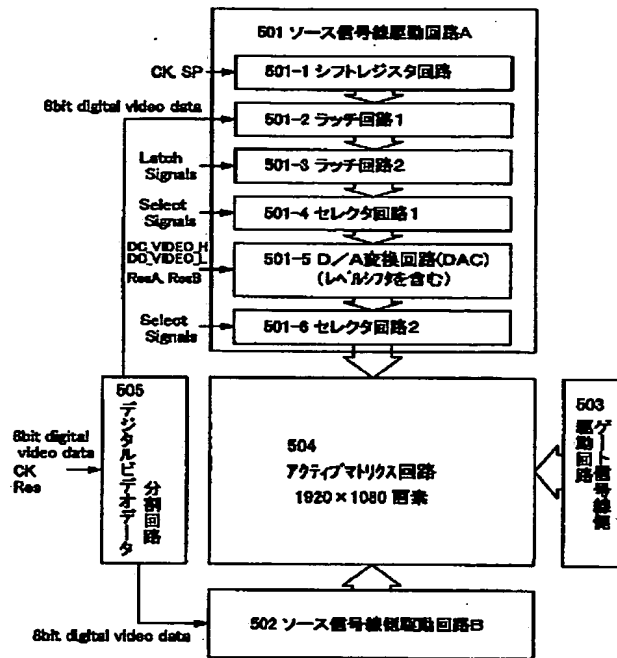 501 ソース信号線駆動回路A
CK, SP
501-1 シフトレジスタ回路
8bit digital video data
501-2 ラッチ回路1
Latch
Signals
501-3 ラッチ回路2
Select
Signals
501-4 セレクタ回路1
DC_VIDEO_H
DC_VIDEO_L
ResA, ResB
501-5 D/A変換回路(DAC)
(レベルシフタを含む)
Select
Signals
501-6 セレクタ回路2
505
デジタルビデオデータ
分割回路
8bit digital
video data
CK
Res
504
アクティブマトリクス回路
1920×1080 画素
503
ゲート信号線側
駆動回路
502 ソース信号線側駆動回路B
8bit digital video data